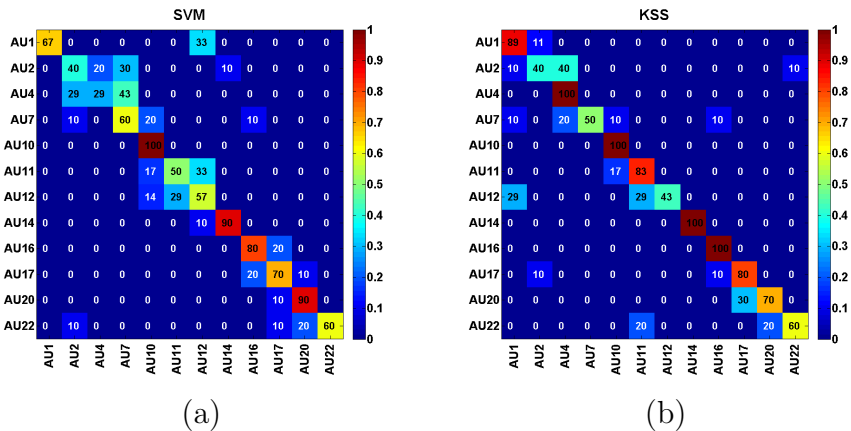 SVM
AU1 67 0 0 0 0 0 33 0 0 0 0 0
AU2 0 40 20 30 0 0 0 10 0 0 0 0
AU4 0 29 29 43 0 0 0 0 0 0 0 0
AU7 0 10 0 60 20 0 0 0 10 0 0 0
AU10 0 0 0 0 100 0 0 0 0 0 0 0
AU11 0 0 0 0 17 50 33 0 0 0 0 0
AU12 0 0 0 0 14 29 57 0 0 0 0 0
AU14 0 0 0 0 0 0 10 90 0 0 0 0
AU16 0 0 0 0 0 0 0 0 80 20 0 0
AU17 0 0 0 0 0 0 0 0 20 70 10 0
AU20 0 0 0 0 0 0 0 0 0 10 90 0
AU22 0 10 0 0 0 0 0 0 0 10 20 60
AU1 AU2 AU4 AU7 AU10 AU11 AU12 AU14 AU16 AU17 AU20 AU22
1
0.9
0.8
0.7
0.6
0.5
0.4
0.3
0.2
0.1
0
(a)
KSS
AU1 89 11 0 0 0 0 0 0 0 0 0 0
AU2 10 40 40 0 0 0 0 0 0 0 0 10
AU4 0 0 100 0 0 0 0 0 0 0 0 0
AU7 10 0 20 50 10 0 0 0 10 0 0 0
AU10 0 0 0 0 100 0 0 0 0 0 0 0
AU11 0 0 0 0 17 83 0 0 0 0 0 0
AU12 29 0 0 0 0 29 43 0 0 0 0 0
AU14 0 0 0 0 0 0 0 100 0 0 0 0
AU16 0 0 0 0 0 0 0 0 100 0 0 0
AU17 0 10 0 0 0 0 0 0 10 80 0 0
AU20 0 0 0 0 0 0 0 0 0 30 70 0
AU22 0 0 0 0 0 20 0 0 0 0 20 60
AU1 AU2 AU4 AU7 AU10 AU11 AU12 AU14 AU16 AU17 AU20 AU22
1
0.9
0.8
0.7
0.6
0.5
0.4
0.3
0.2
0.1
0
(b)